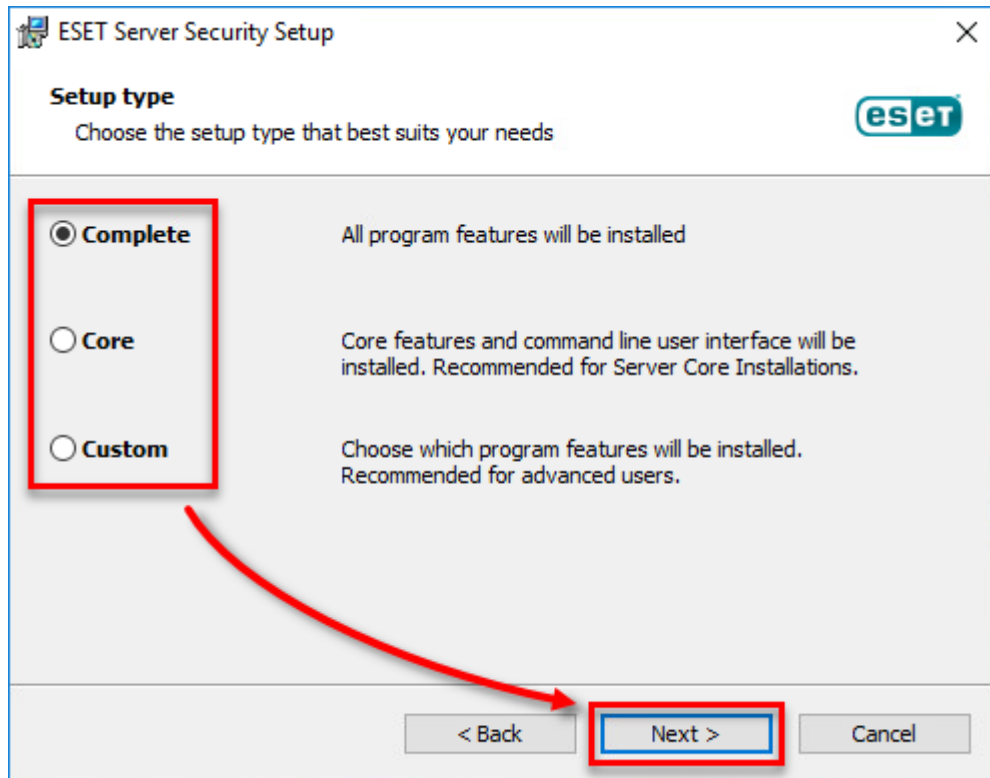 ESET Server Security Setup
Setup type
Choose the setup type that best suits your needs
eseT
Complete
All program features will be installed
Core
Core features and command line user interface will be
installed. Recommended for Server Core Installations.
Custom
Choose which program features will be installed.
Recommended for advanced users.
< Back
Next >
Cancel